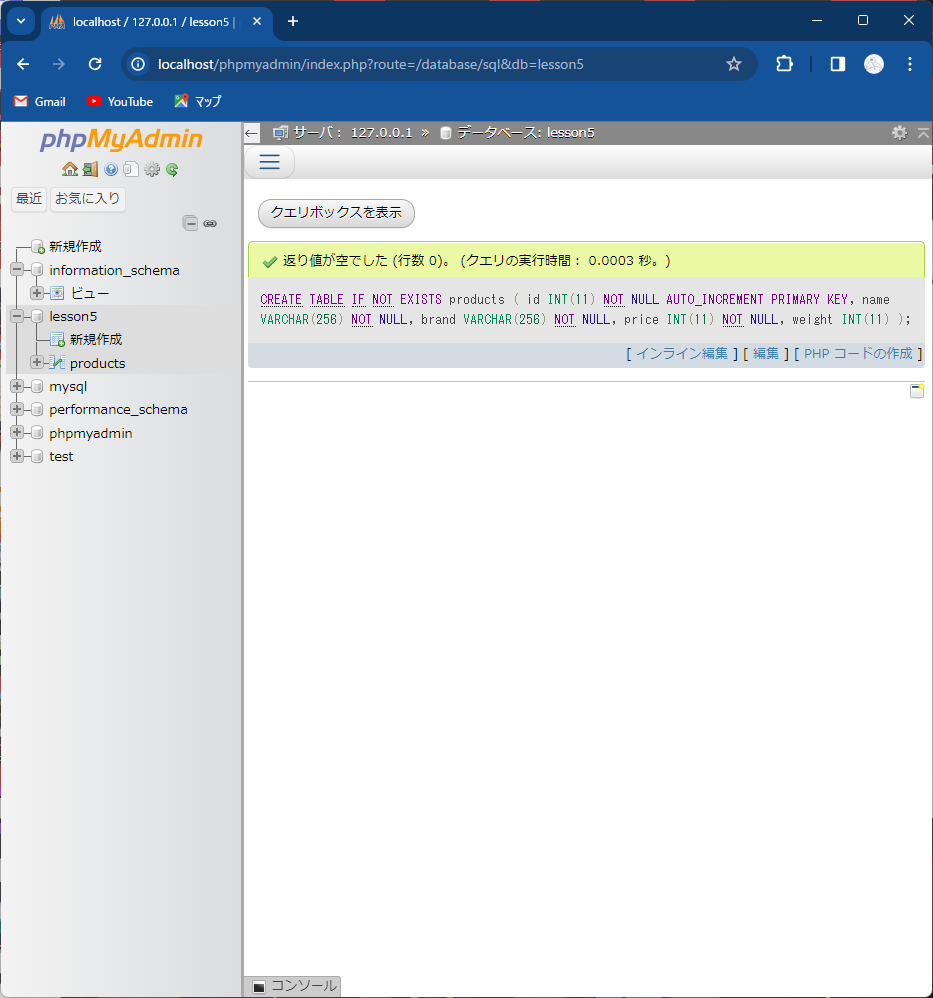 localhost / 127.0.0.1 / lesson5 |
localhost/phpmyadmin/index.php?route=/database/sql&db=lesson5
Gmail
YouTube
マップ
phpMyAdmin
最近
お気に入り
新規作成
information_schema
ビュー
lesson5
新規作成
products
mysql
performance_schema
phpmyadmin
test
サーバ： 127.0.0.1 » データベース: lesson5
クエリボックスを表示
返り値が空でした (行数 0)。 (クエリの実行時間： 0.0003 秒。)
CREATE TABLE IF NOT EXISTS products ( id INT(11) NOT NULL AUTO_INCREMENT PRIMARY KEY, name
VARCHAR(256) NOT NULL, brand VARCHAR(256) NOT NULL, price INT(11) NOT NULL, weight INT(11) );
[ インライン編集 ] [ 編集 ] [ PHP コードの作成 ]
コンソール